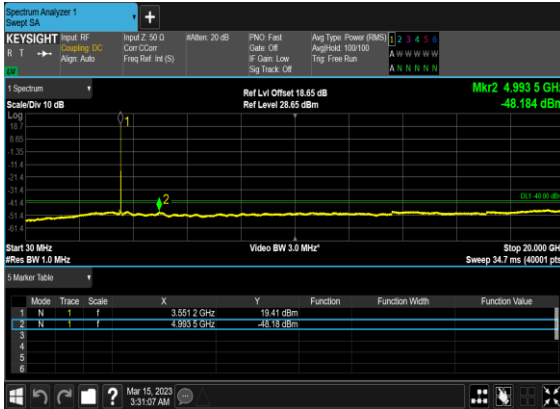 Spectrum Analyzer 1
Swept SA
+
KEYSIGHT Input: RF Input Z: 50 Ω #Atten: 20 dB PNO: Fast Avg Type: Power (RMS) 1 2 3 4 5 6
R T Coupling: DC Corr CCorr Gate: Off Avg|Hold: 100/100 A W W W W W
Align: Auto Freq Ref: Int (S) IF Gain: Low Trig: Free Run
Sig Track: Off A N N N N N
1 Spectrum
Ref Lvl Offset 18.65 dB Mkr2 4.993 5 GHz
Scale/Div 10 dB Ref Level 28.65 dBm -48.184 dBm
Log
1
18.7
8.65
-1.35
-11.4
-21.4
-31.4
DL1 -40.00 dBm
2
-41.4
-51.4
-61.4
Start 30 MHz Video BW 3.0 MHz* Stop 20.000 GHz
#Res BW 1.0 MHz Sweep 34.7 ms (40001 pts)
5 Marker Table
Mode Trace Scale X Y Function Function Width Function Value
1 N 1 f 3.551 2 GHz 19.41 dBm
2 N 1 f 4.993 5 GHz -48.18 dBm
3
4
5
6
? Mar 15, 2023
3:31:07 AM